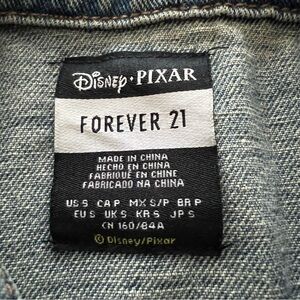 Disney · PIXAR
FOREVER 21
MADE IN CHINA
HECHO EN CHINA
FABRIQUÉ EN CHINE
FABRICADO NA CHINA
US S CA P MX S/P BR P
EU S UK S KR S JP S
CN 160/84A
© Disney/Pixar